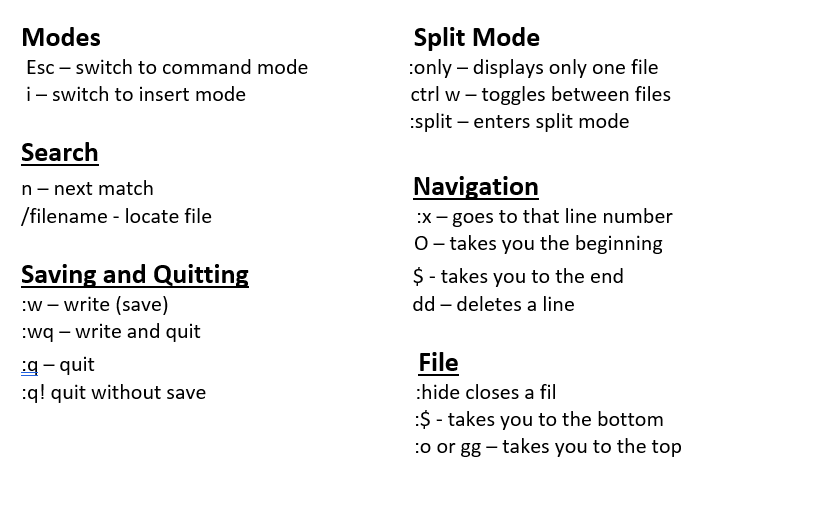 Modes
Esc – switch to command mode
i – switch to insert mode
Search
n – next match
/filename - locate file
Saving and Quitting
:w – write (save)
:wq – write and quit
:q – quit
:q! quit without save
Split Mode
:only – displays only one file
ctrl w – toggles between files
:split – enters split mode
Navigation
:x – goes to that line number
O – takes you the beginning
$ - takes you to the end
dd – deletes a line
File
:hide closes a fil
:$ - takes you to the bottom
:o or gg – takes you to the top